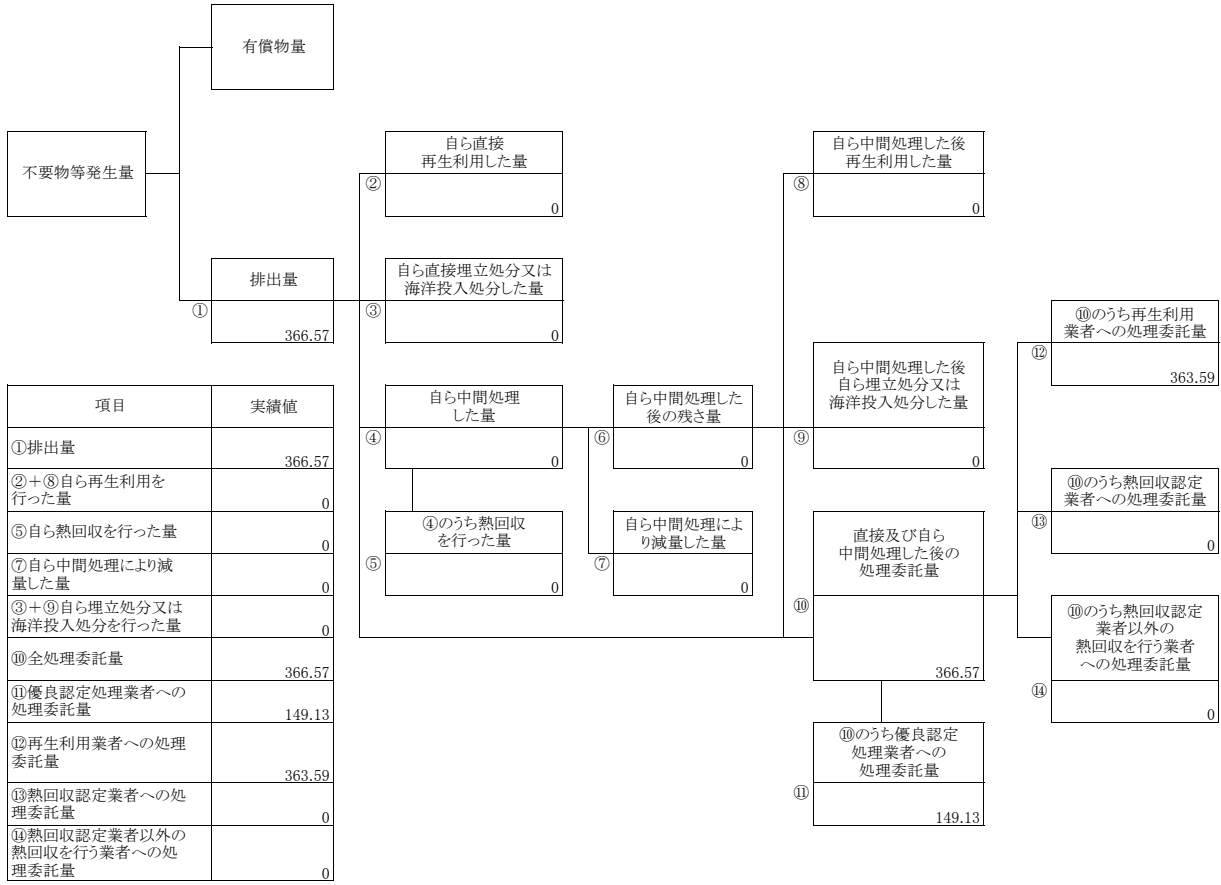 有償物量
不要物等発生量
自ら直接
再生利用した量
②
0
自ら中間処理した後
再生利用した量
⑧
0
排出量
①
366.57
自ら直接埋立処分又は
海洋投入処分した量
③
0
⑩のうち再生利用
業者への処理委託量
⑫
363.59
自ら中間処理した後
自ら埋立処分又は
海洋投入処分した量
⑨
0
自ら中間処理
した量
④
0
自ら中間処理した
後の残さ量
⑥
0
⑩のうち熱回収認定
業者への処理委託量
⑬
0
④のうち熱回収
を行った量
⑤
0
自ら中間処理によ
り減量した量
⑦
0
直接及び自ら
中間処理した後の
処理委託量
⑩
366.57
⑩のうち熱回収認定
業者以外の
熱回収を行う業者
への処理委託量
⑭
0
⑩のうち優良認定
処理業者への
処理委託量
⑪
149.13
項目
実績値
①排出量
366.57
②＋⑧自ら再生利用を
行った量
0
⑤自ら熱回収を行った量
0
⑦自ら中間処理により減
量した量
0
③＋⑨自ら埋立処分又は
海洋投入処分を行った量
0
⑩全処理委託量
366.57
⑪優良認定処理業者への
処理委託量
149.13
⑫再生利用業者への処理
委託量
363.59
⑬熱回収認定業者への処
理委託量
0
⑭熱回収認定業者以外の
熱回収を行う業者への処
理委託量
0